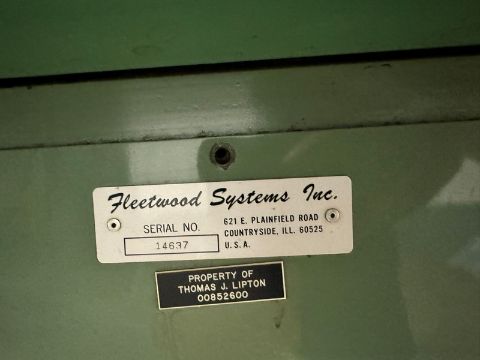 Fleetwood Systems Inc.
SERIAL NO.
14637
621 E. PLAINFIELD ROAD
COUNTRYSIDE, ILL. 60525
U.S.A.
PROPERTY OF
THOMAS J. LIPTON
00852600